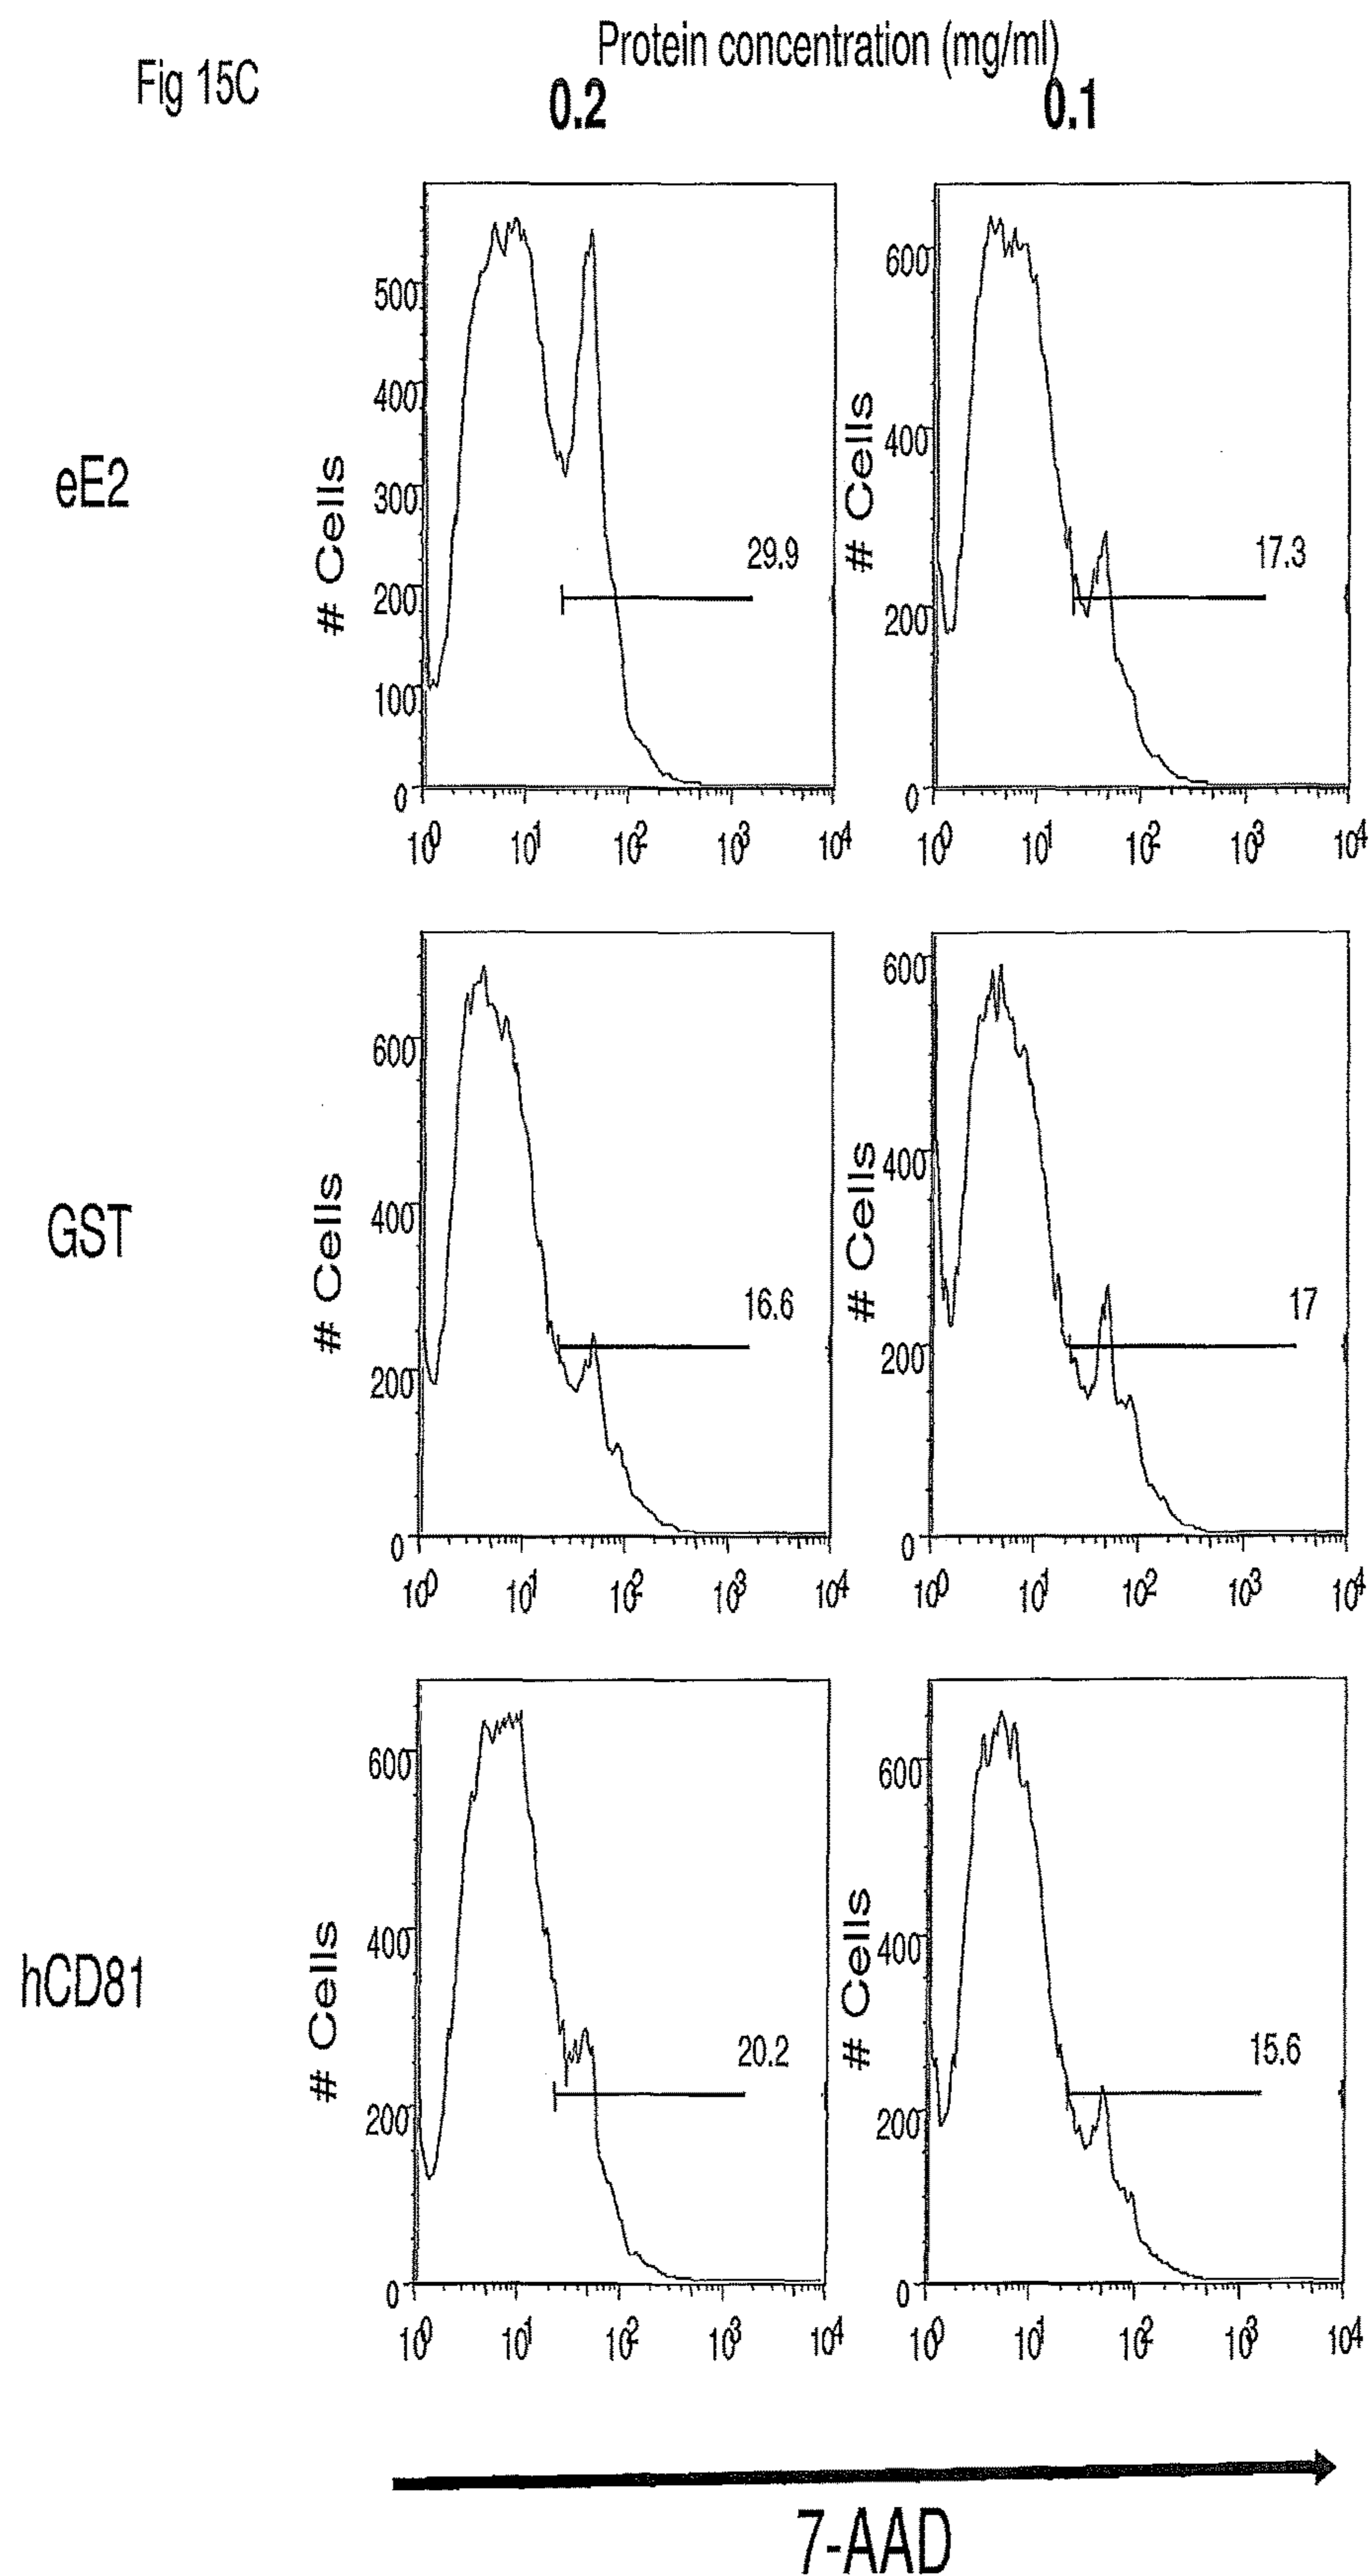 Protein concentration (mg/ml)
Fig 15C
0.2 0.1
eE2
# Cells
500
400
300
200
100
0
29.9
10^0 10^1 10^2 10^3 10^4
# Cells
600
400
200
0
17.3
10^0 10^1 10^2 10^3 10^4
GST
# Cells
600
400
200
0
16.6
10^0 10^1 10^2 10^3 10^4
# Cells
600
400
200
0
17
10^0 10^1 10^2 10^3 10^4
hCD81
# Cells
600
400
200
0
20.2
10^0 10^1 10^2 10^3 10^4
# Cells
600
400
200
0
15.6
10^0 10^1 10^2 10^3 10^4
7-AAD